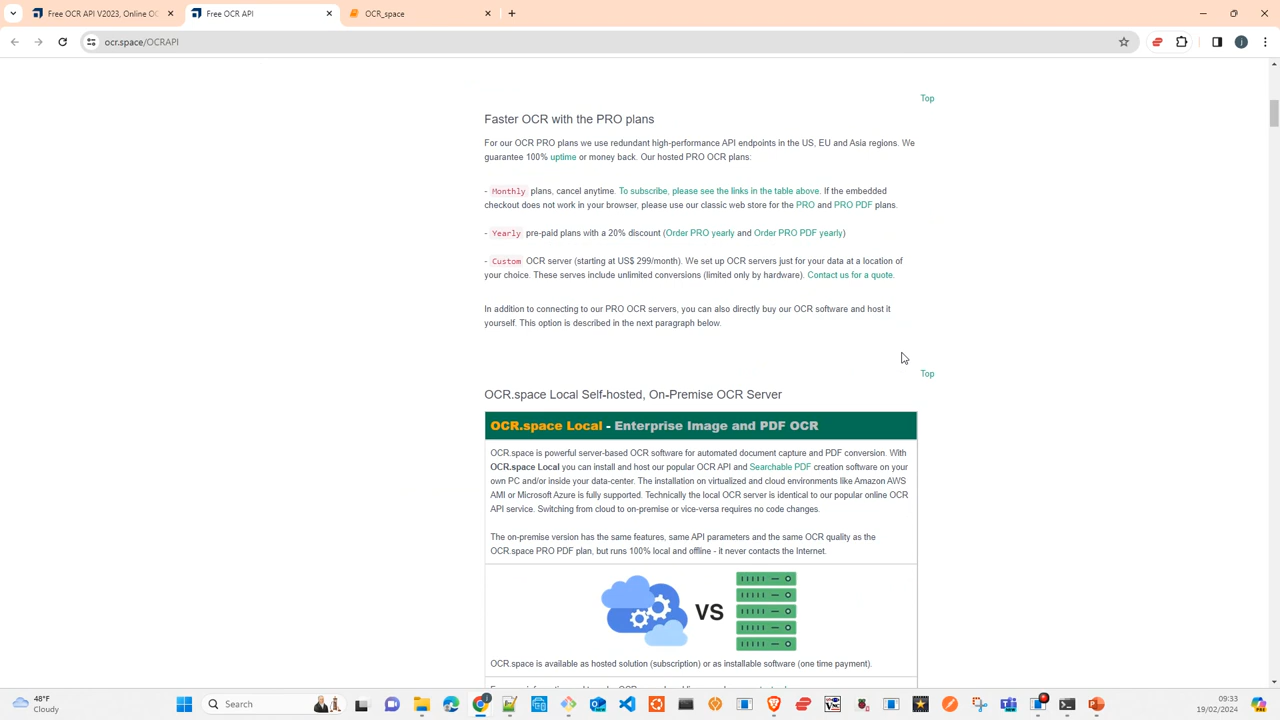 Free OCR API V2023, Online OC
Free OCR API
OCR_space
ocr.space/OCRAPI
Top
Faster OCR with the PRO plans
For our OCR PRO plans we use redundant high-performance API endpoints in the US, EU and Asia regions. We
guarantee 100% uptime or money back. Our hosted PRO OCR plans:
- Monthly plans, cancel anytime. To subscribe, please see the links in the table above. If the embedded
checkout does not work in your browser, please use our classic web store for the PRO and PRO PDF plans.
- Yearly pre-paid plans with a 20% discount (Order PRO yearly and Order PRO PDF yearly)
- Custom OCR server (starting at US$ 299/month). We set up OCR servers just for your data at a location of
your choice. These serves include unlimited conversions (limited only by hardware). Contact us for a quote.
In addition to connecting to our PRO OCR servers, you can also directly buy our OCR software and host it
yourself. This option is described in the next paragraph below.
Top
OCR.space Local Self-hosted, On-Premise OCR Server
OCR.space Local - Enterprise Image and PDF OCR
OCR.space is powerful server-based OCR software for automated document capture and PDF conversion. With
OCR.space Local you can install and host our popular OCR API and Searchable PDF creation software on your
own PC and/or inside your data-center. The installation on virtualized and cloud environments like Amazon AWS
AMI or Microsoft Azure is fully supported. Technically the local OCR server is identical to our popular online OCR
API service. Switching from cloud to on-premise or vice-versa requires no code changes.
The on-premise version has the same features, same API parameters and the same OCR quality as the
OCR.space PRO PDF plan, but runs 100% local and offline - it never contacts the Internet.
VS
OCR.space is available as hosted solution (subscription) or as installable software (one time payment).
48°F
Cloudy
Search
09:33
19/02/2024